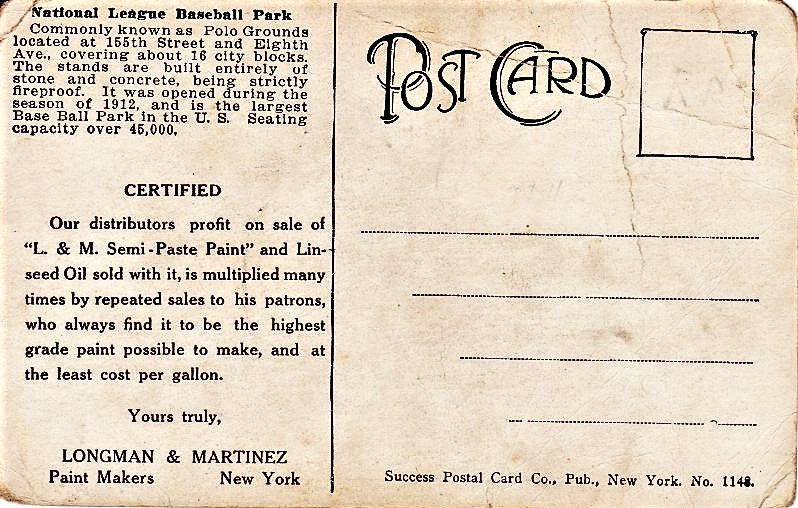 National League Baseball Park
Commonly known as Polo Grounds
located at 155th Street and Eighth
Ave., covering about 16 city blocks.
The stands are built entirely of
stone and concrete, being strictly
fireproof. It was opened during the
season of 1912, and is the largest
Base Ball Park in the U. S. Seating
capacity over 45,000.
CERTIFIED
Our distributors profit on sale of
"L. & M. Semi-Paste Paint" and Lin-
seed Oil sold with it, is multiplied many
times by repeated sales to his patrons,
who always find it to be the highest
grade paint possible to make, and at
the least cost per gallon.
Yours truly,
LONGMAN & MARTINEZ
Paint Makers New York
POST CARD
Success Postal Card Co., Pub., New York. No. 1148.